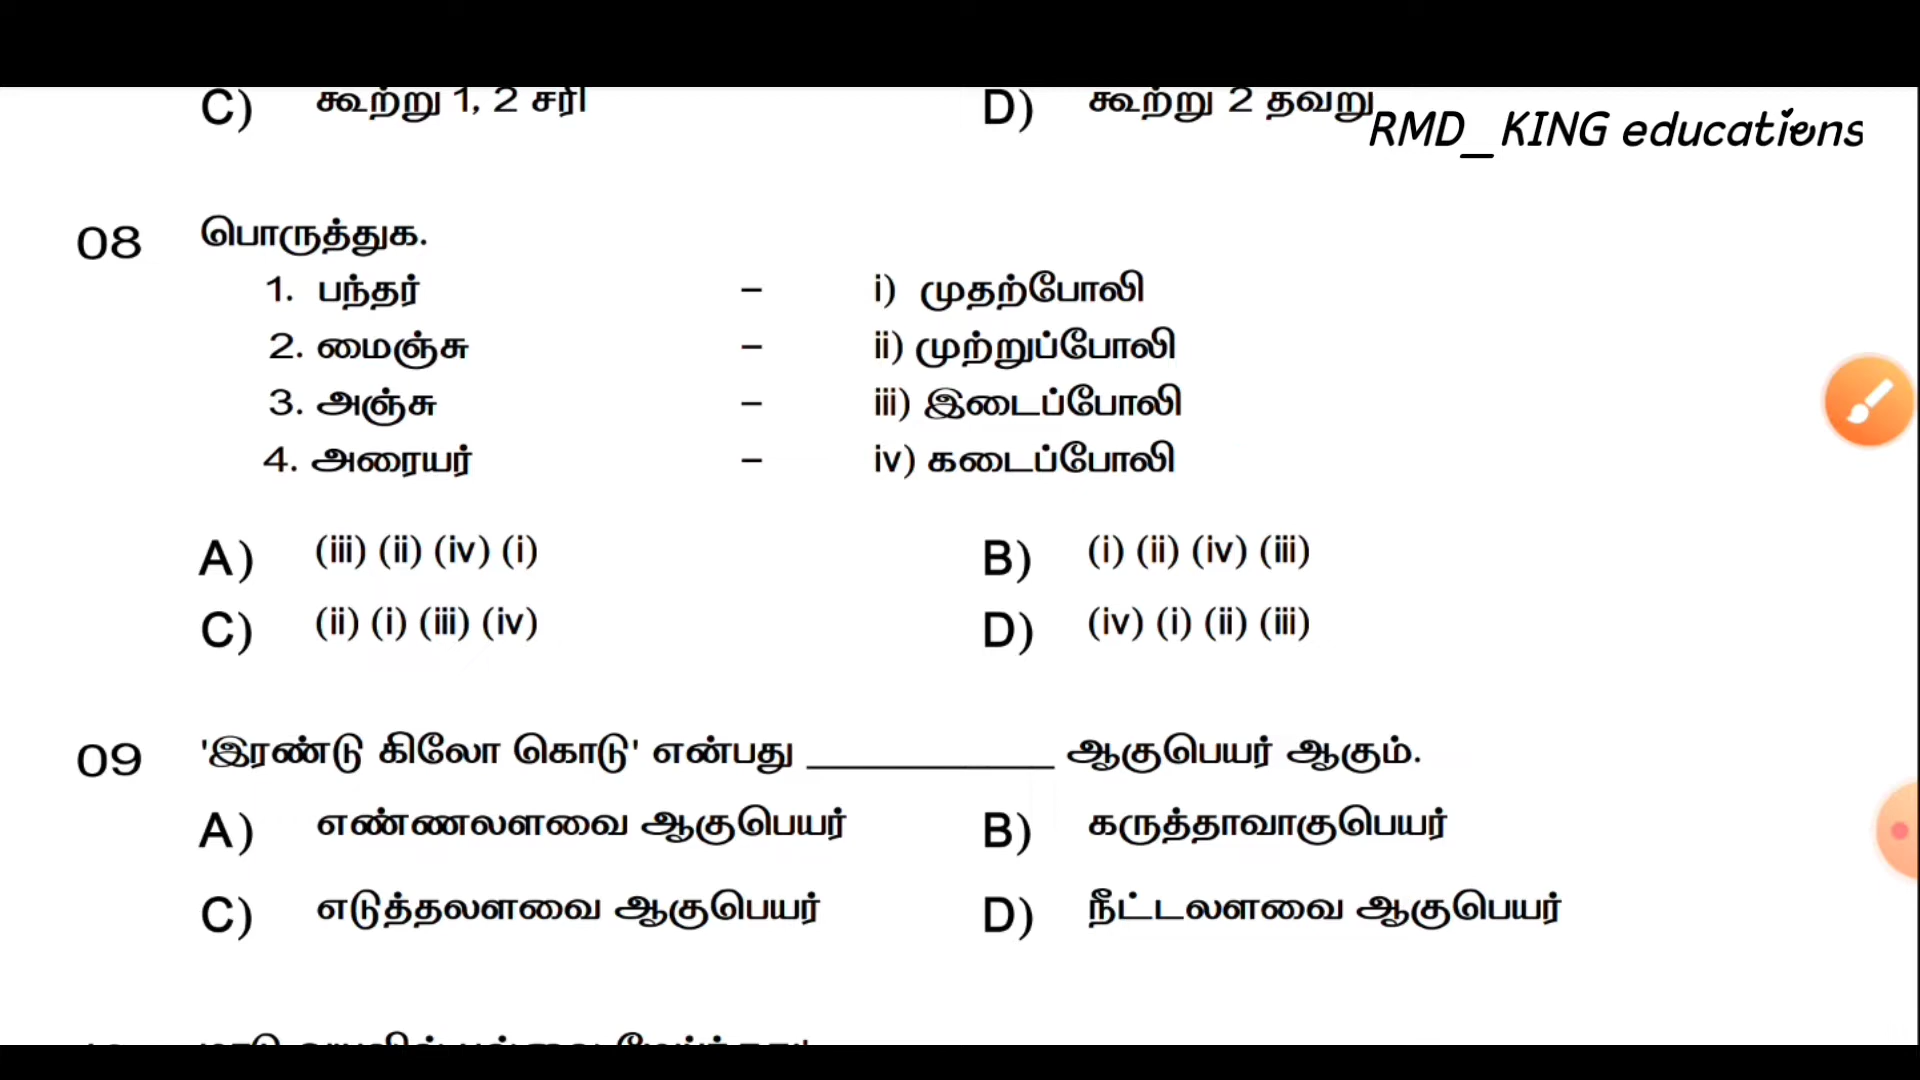 C) கூற்று 1, 2 சரி D) கூற்று 2 தவறு
RMD_KING educations
08 பொருத்துக.
1. பந்தர் – i) முதற்போலி
2. மைஞ்சு – ii) முற்றுப்போலி
3. அஞ்சு – iii) இடைப்போலி
4. அரையர் – iv) கடைப்போலி
A) (iii) (ii) (iv) (i) B) (i) (ii) (iv) (iii)
C) (ii) (i) (iii) (iv) D) (iv) (i) (ii) (iii)
09 'இரண்டு கிலோ கொடு' என்பது __________ ஆகுபெயர் ஆகும்.
A) எண்ணலளவை ஆகுபெயர் B) கருத்தாவாகுபெயர்
C) எடுத்தலளவை ஆகுபெயர் D) நீட்டலளவை ஆகுபெயர்